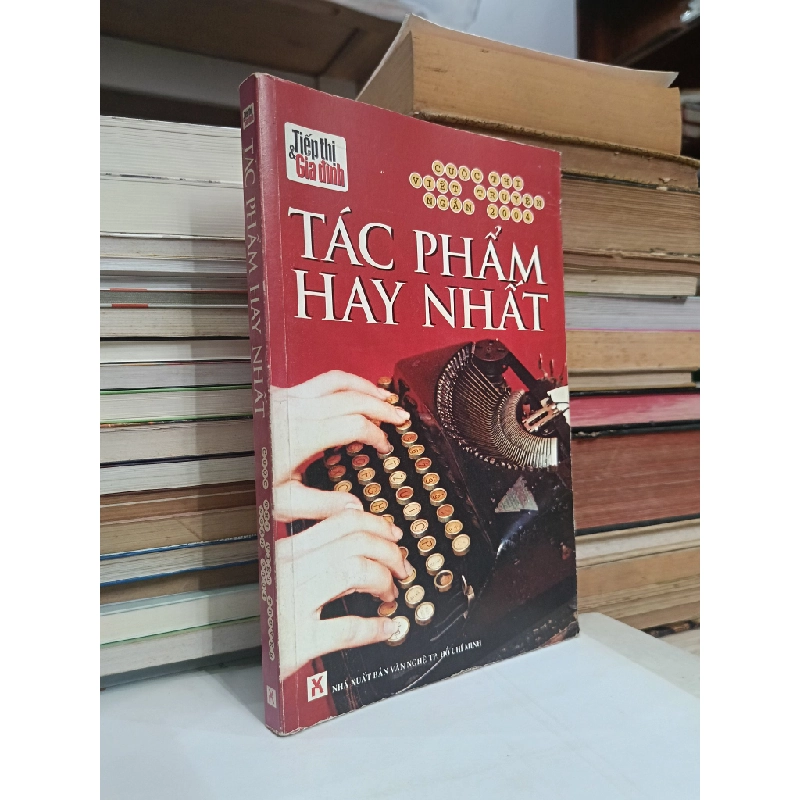 Tiếp thị
& Gia đình
CUỘC THI
VIẾT TRUYỆN
NGẮN 2004
TÁC PHẨM
HAY NHẤT
NHÀ XUẤT BẢN VĂN NGHỆ TP. HỒ CHÍ MINH
TÁC PHẨM HAY NHẤT